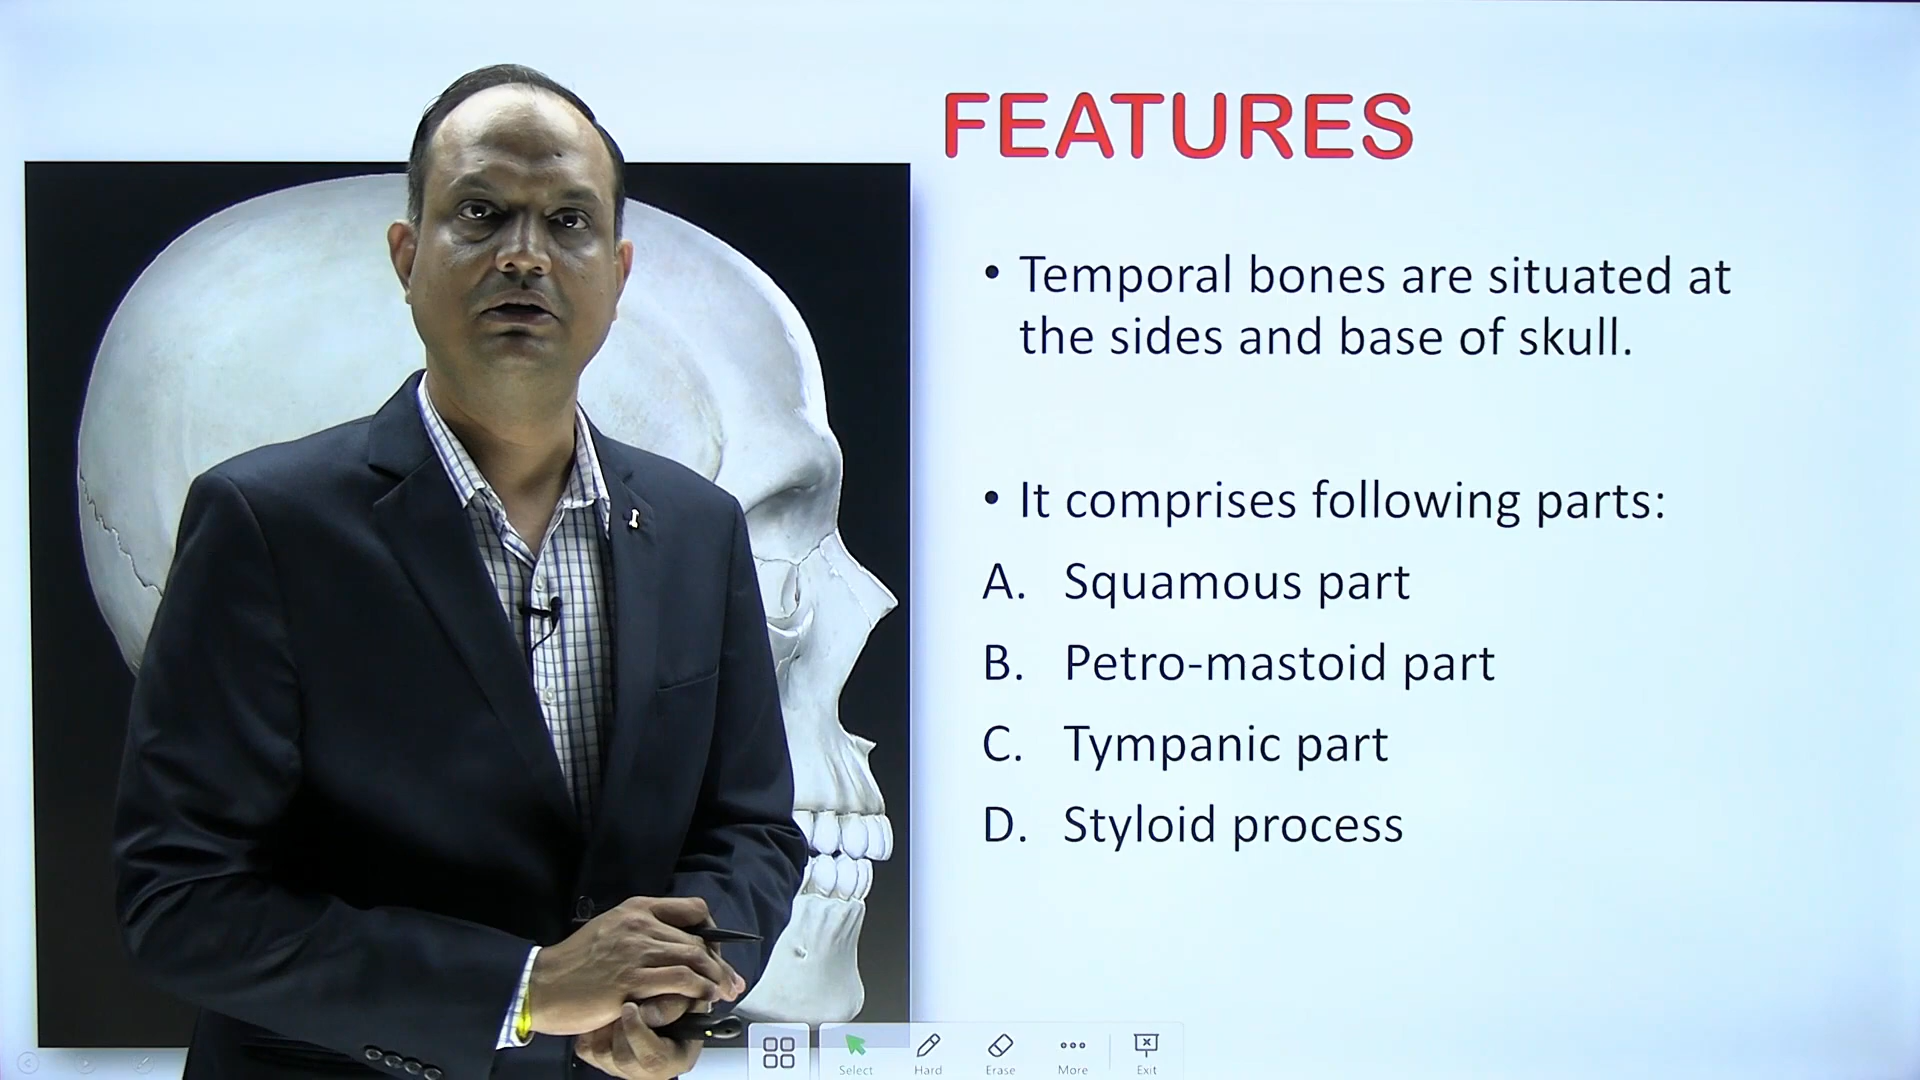 FEATURES
• Temporal bones are situated at
the sides and base of skull.
• It comprises following parts:
A. Squamous part
B. Petro-mastoid part
C. Tympanic part
D. Styloid process
Select Hard Erase More Exit